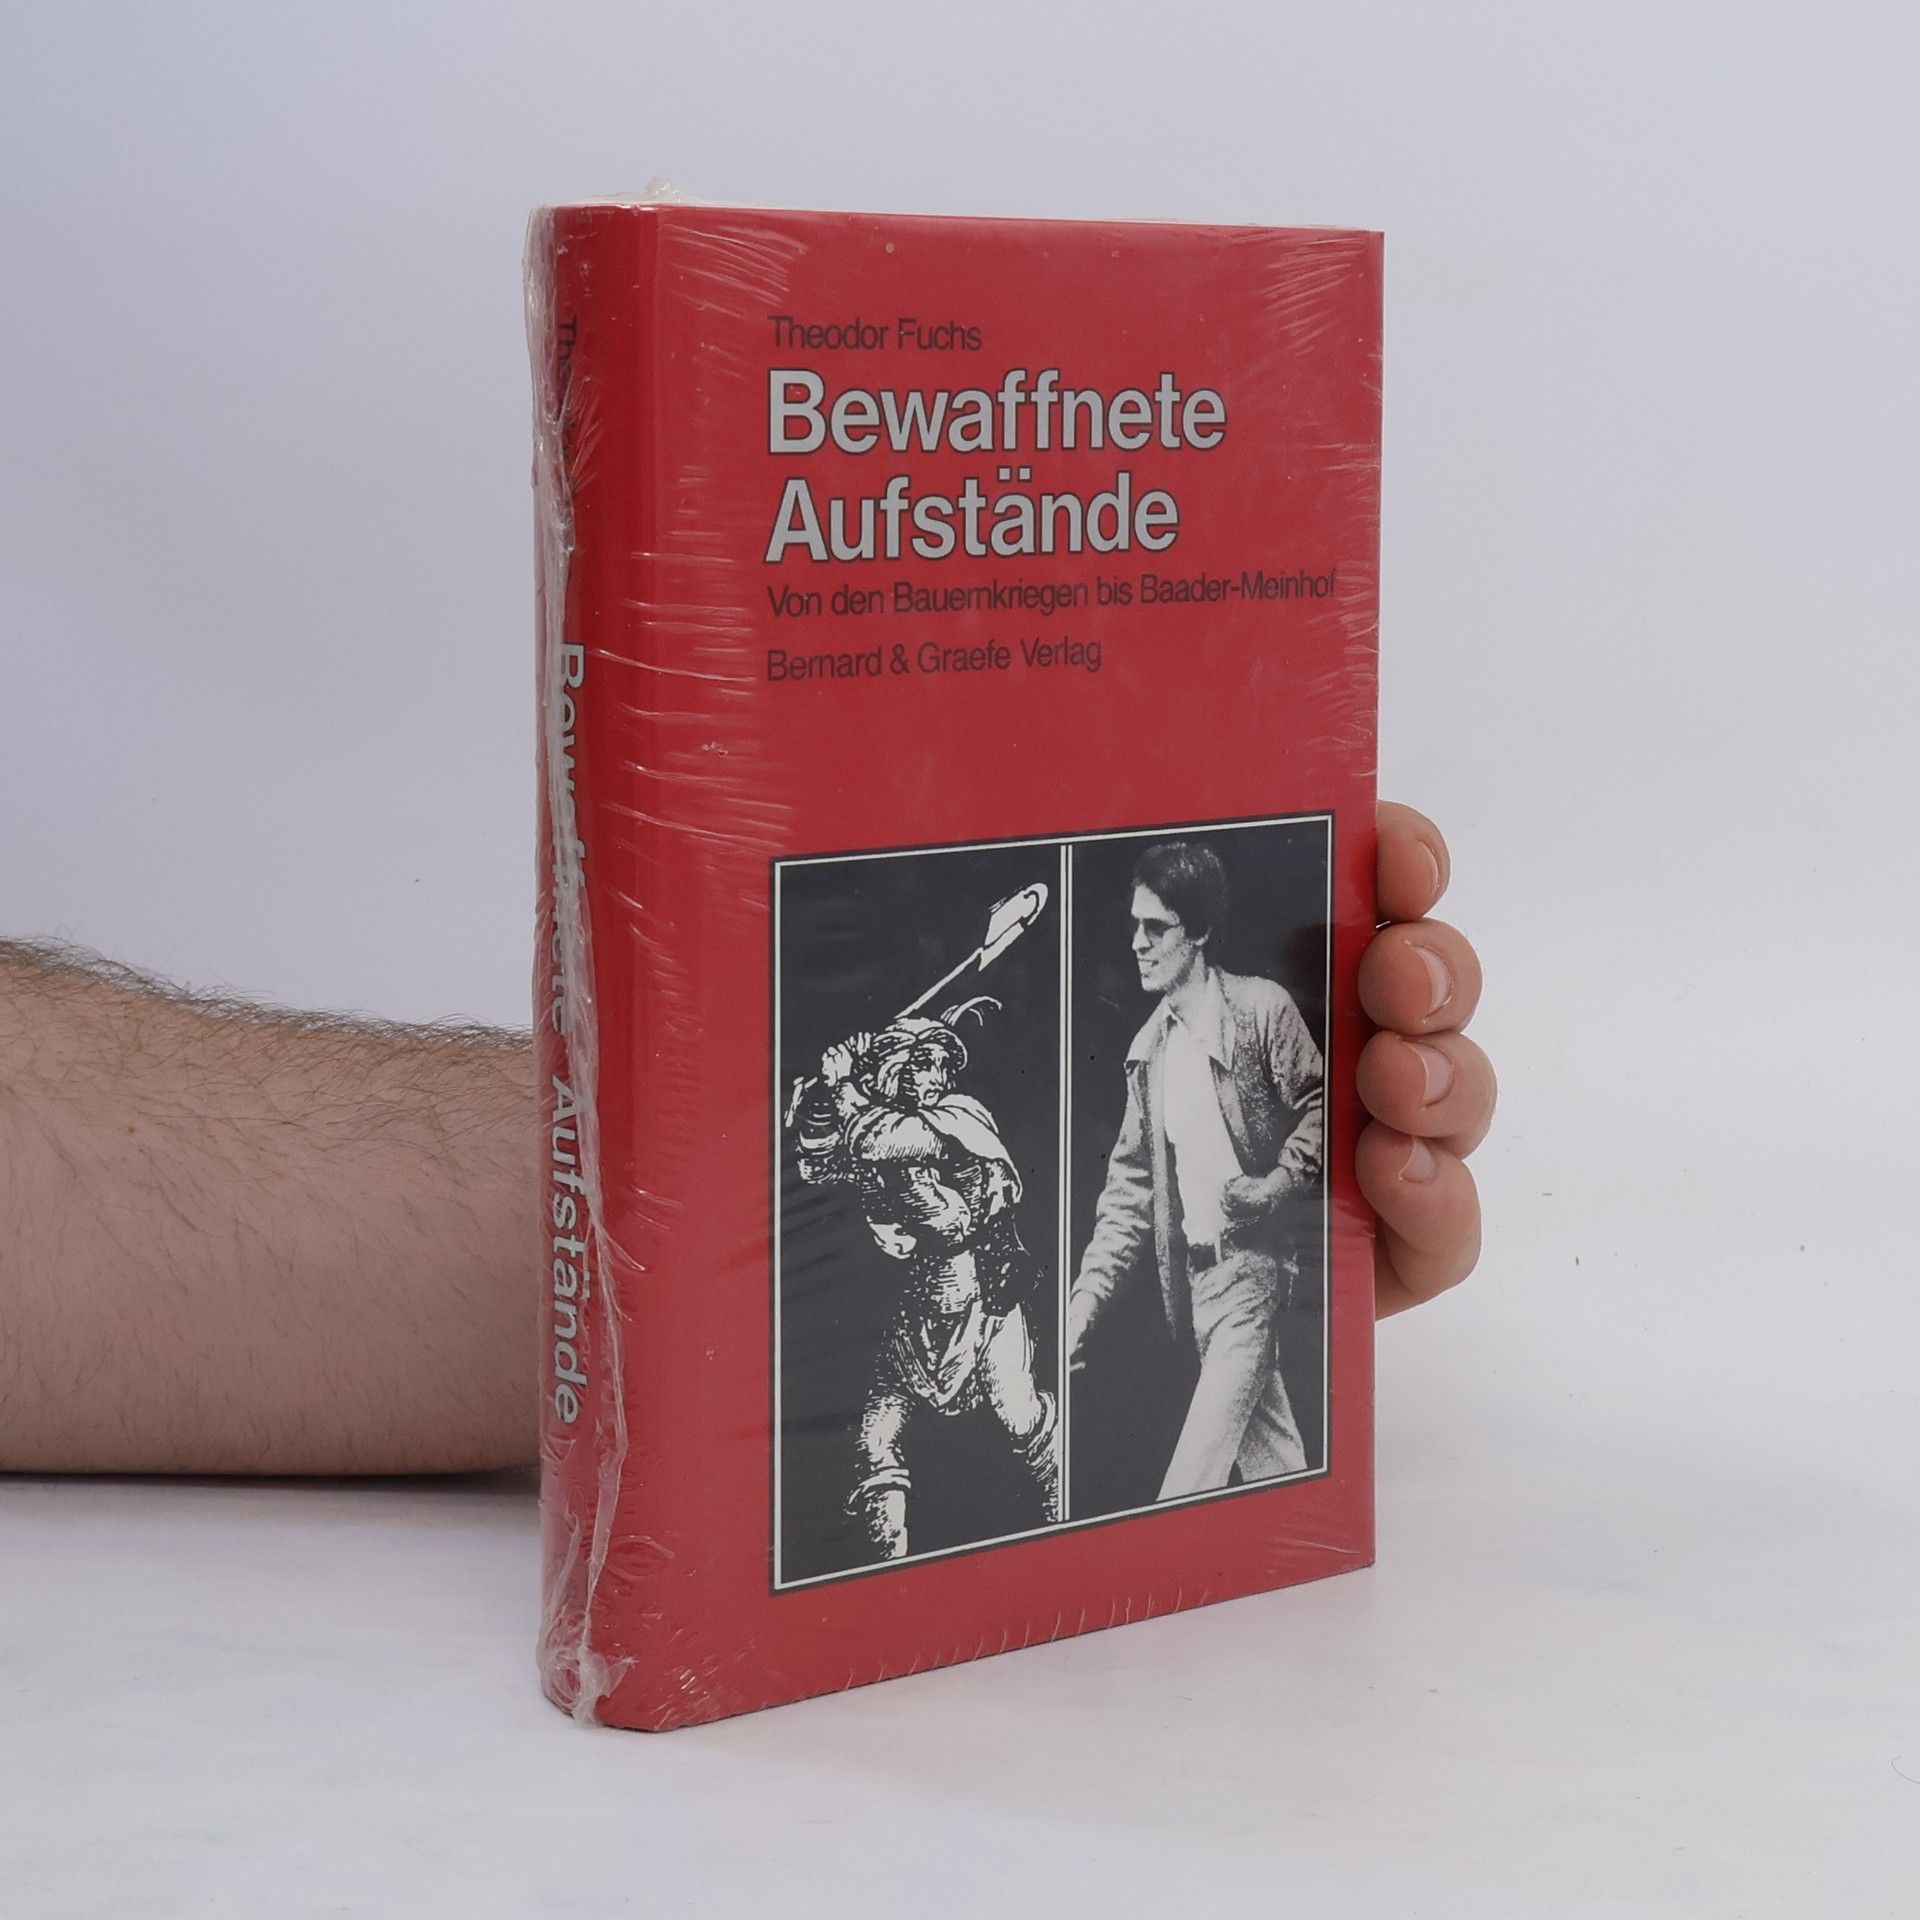 Theodor Fuchs
Bewaffnete
Aufstände
Von den Bauernkriegen bis Baader-Meinhof
Bernard & Graefe Verlag
Bewaffnete Aufstände